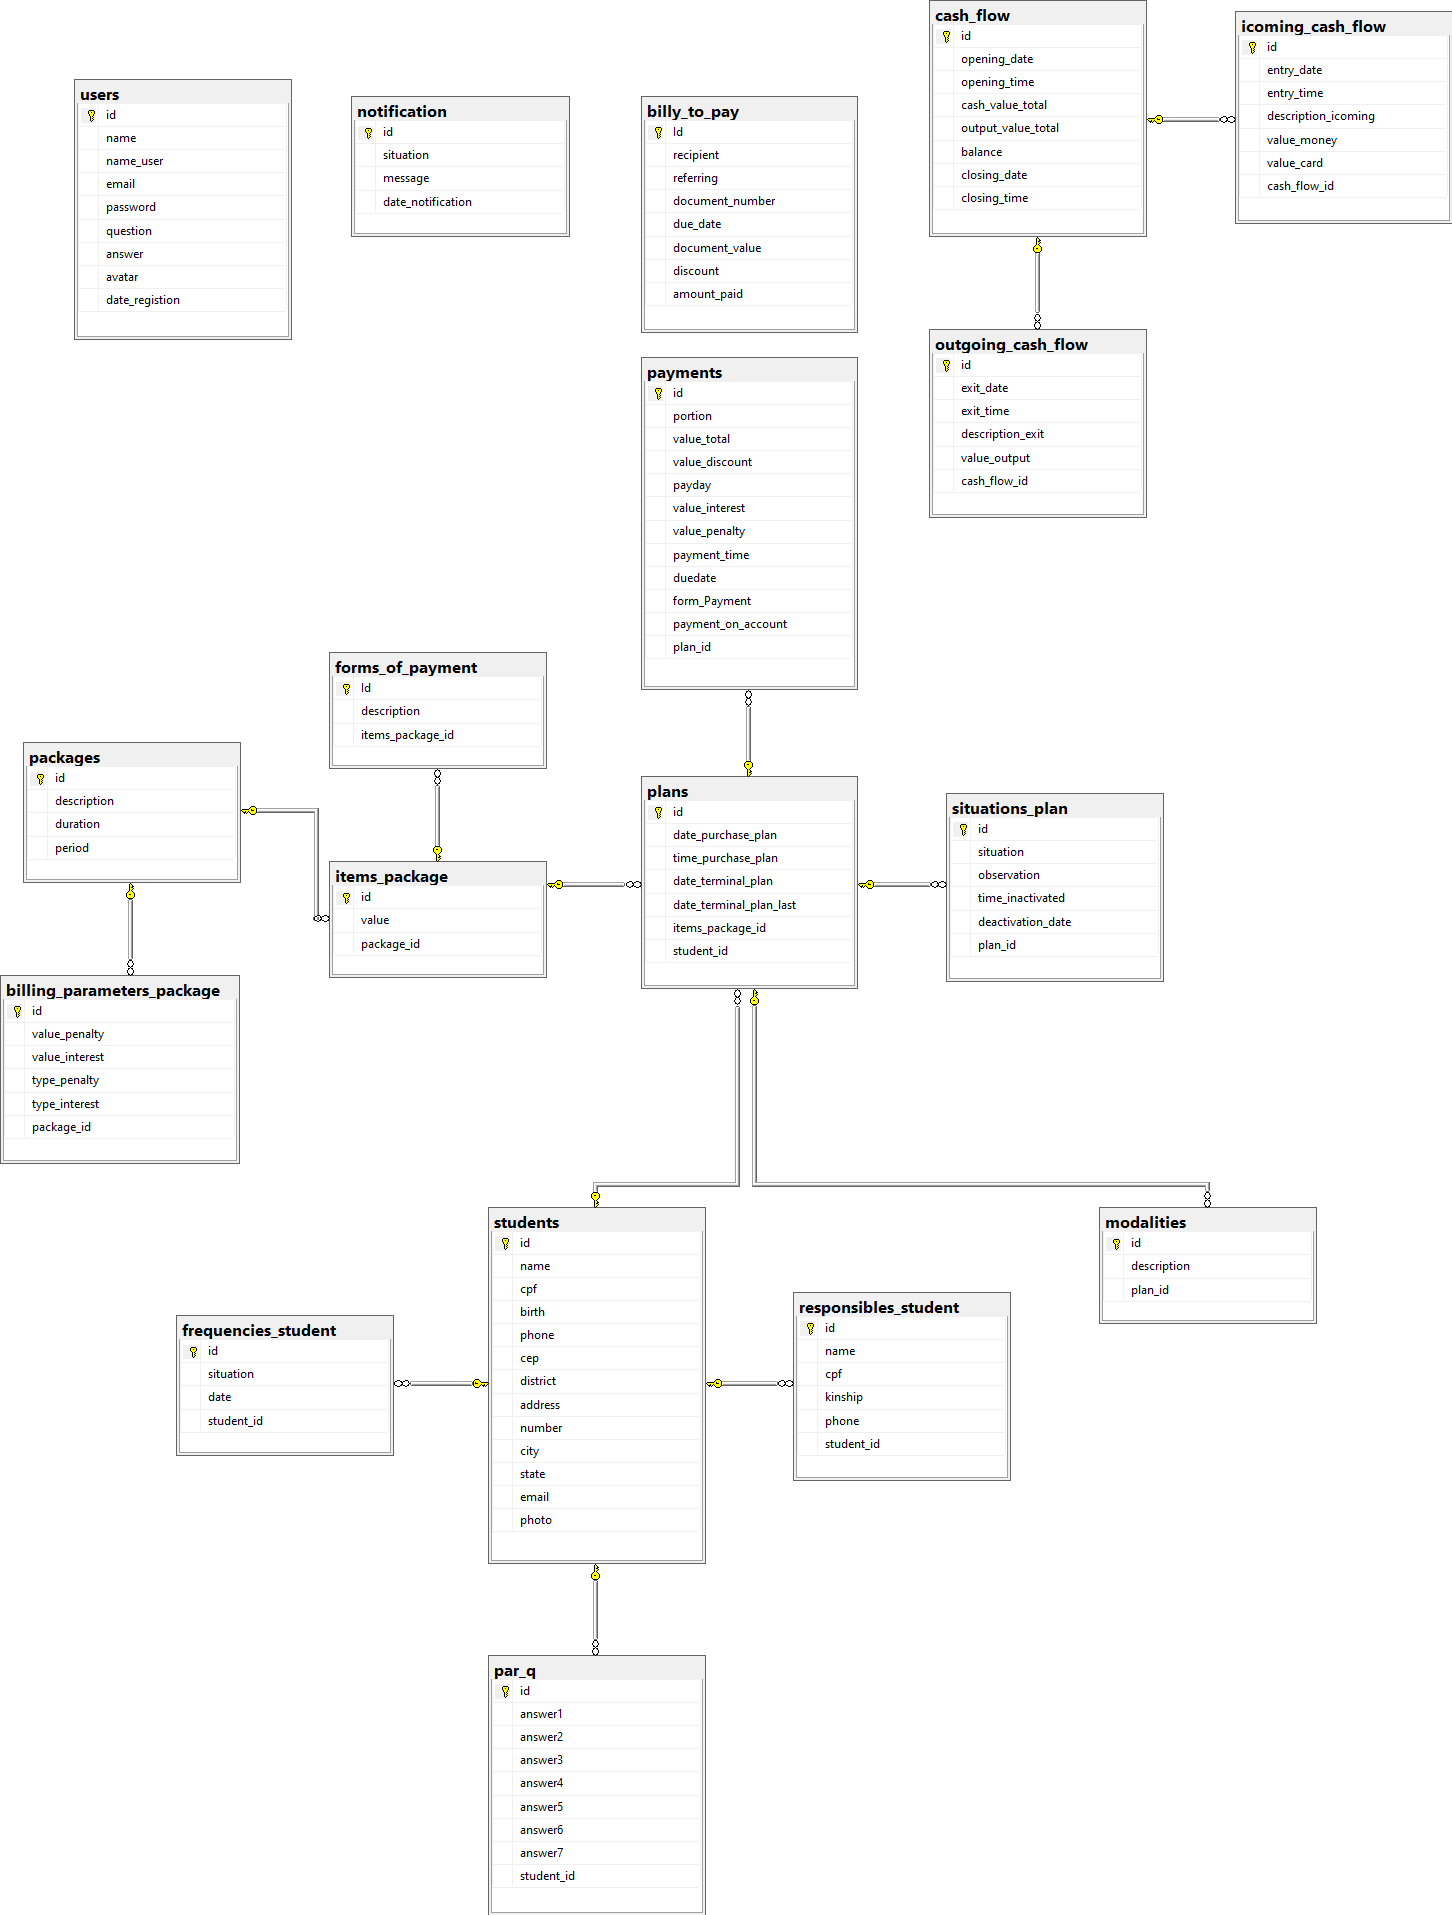 users
id
name
name_user
email
password
question
answer
avatar
date_registion
notification
id
situation
message
date_notification
billy_to_pay
Id
recipient
referring
document_number
due_date
document_value
discount
amount_paid
cash_flow
id
opening_date
opening_time
cash_value_total
output_value_total
balance
closing_date
closing_time
icoming_cash_flow
id
entry_date
entry_time
description_icoming
value_money
value_card
cash_flow_id
outgoing_cash_flow
id
exit_date
exit_time
description_exit
value_output
cash_flow_id
payments
id
portion
value_total
value_discount
payday
value_interest
value_penalty
payment_time
duedate
form_Payment
payment_on_account
plan_id
forms_of_payment
Id
description
items_package_id
packages
id
description
duration
period
items_package
id
value
package_id
plans
id
date_purchase_plan
time_purchase_plan
date_terminal_plan
date_terminal_plan_last
items_package_id
student_id
situations_plan
id
situation
observation
time_inactivated
deactivation_date
plan_id
billing_parameters_package
id
value_penalty
value_interest
type_penalty
type_interest
package_id
students
id
name
cpf
birth
phone
cep
district
address
number
city
state
email
photo
modalities
id
description
plan_id
responsibles_student
id
name
cpf
kinship
phone
student_id
frequencies_student
id
situation
date
student_id
par_q
id
answer1
answer2
answer3
answer4
answer5
answer6
answer7
student_id